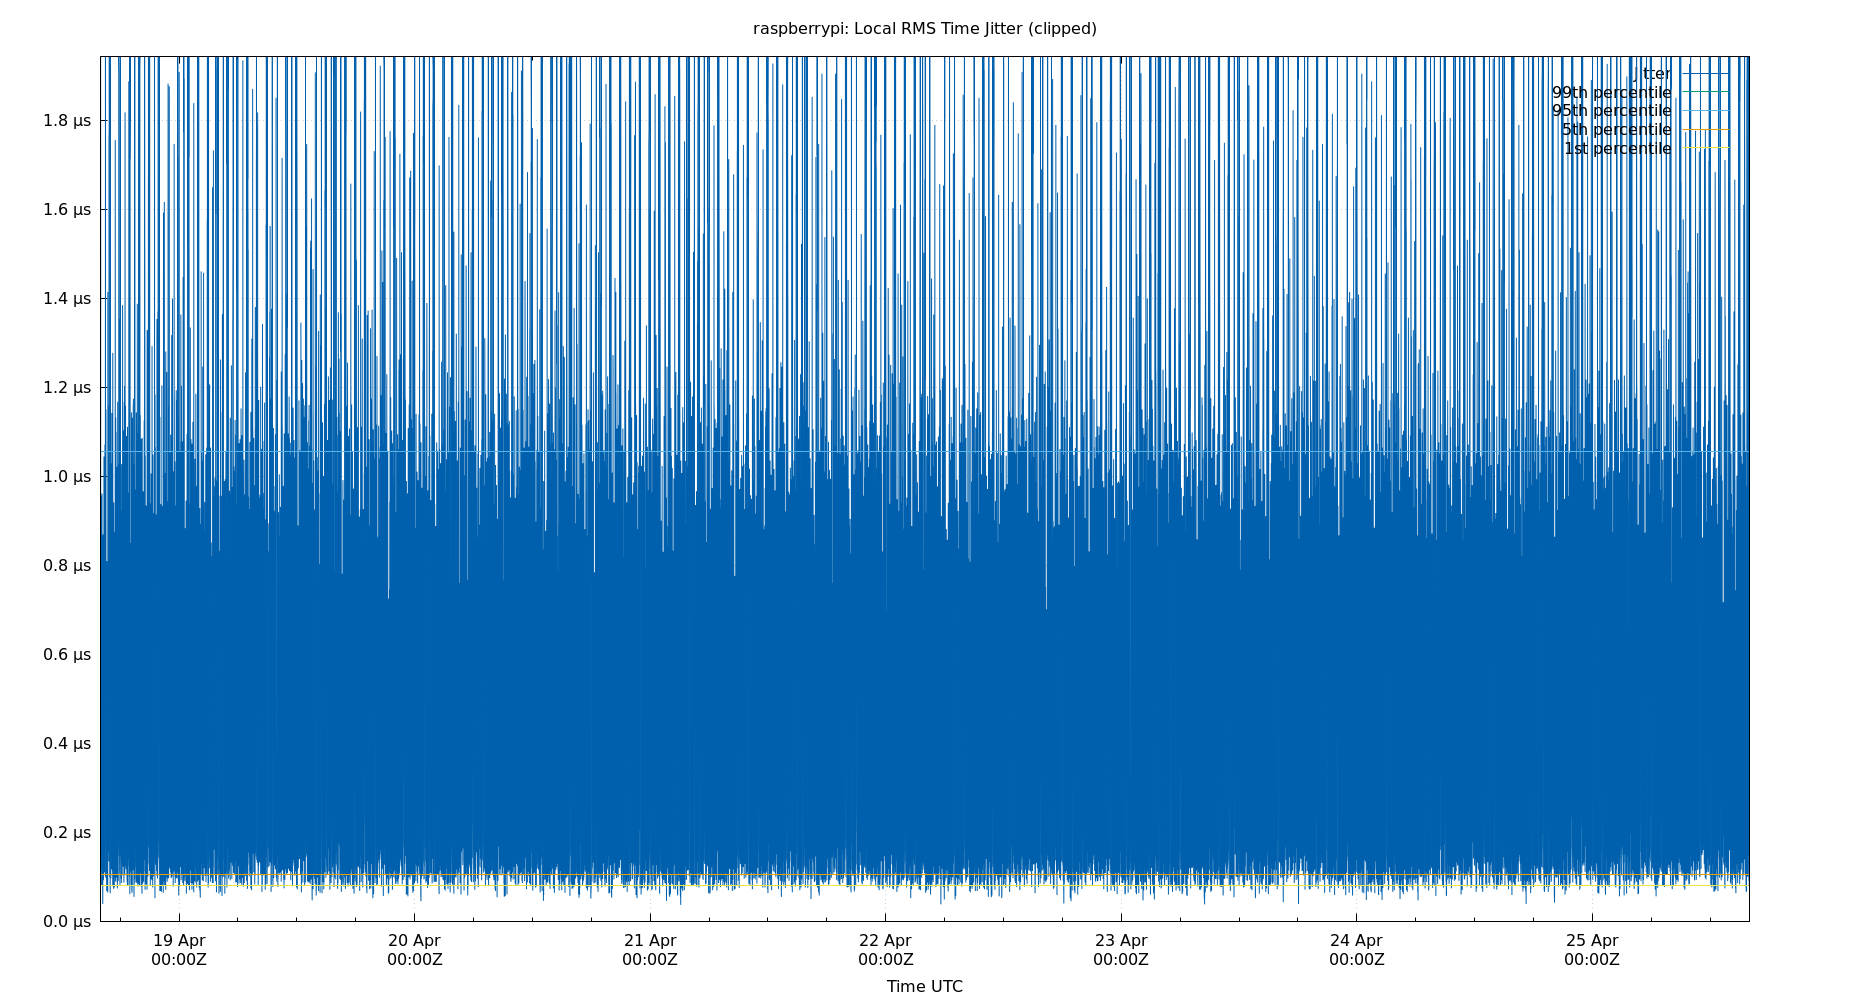 raspberrypi: Local RMS Time Jitter (clipped)
Jitter
99th percentile
95th percentile
5th percentile
1st percentile
1.8 μs
1.6 μs
1.4 μs
1.2 μs
1.0 μs
0.8 μs
0.6 μs
0.4 μs
0.2 μs
0.0 μs
19 Apr 20 Apr 21 Apr 22 Apr 23 Apr 24 Apr 25 Apr
00:00Z 00:00Z 00:00Z 00:00Z 00:00Z 00:00Z 00:00Z
Time UTC